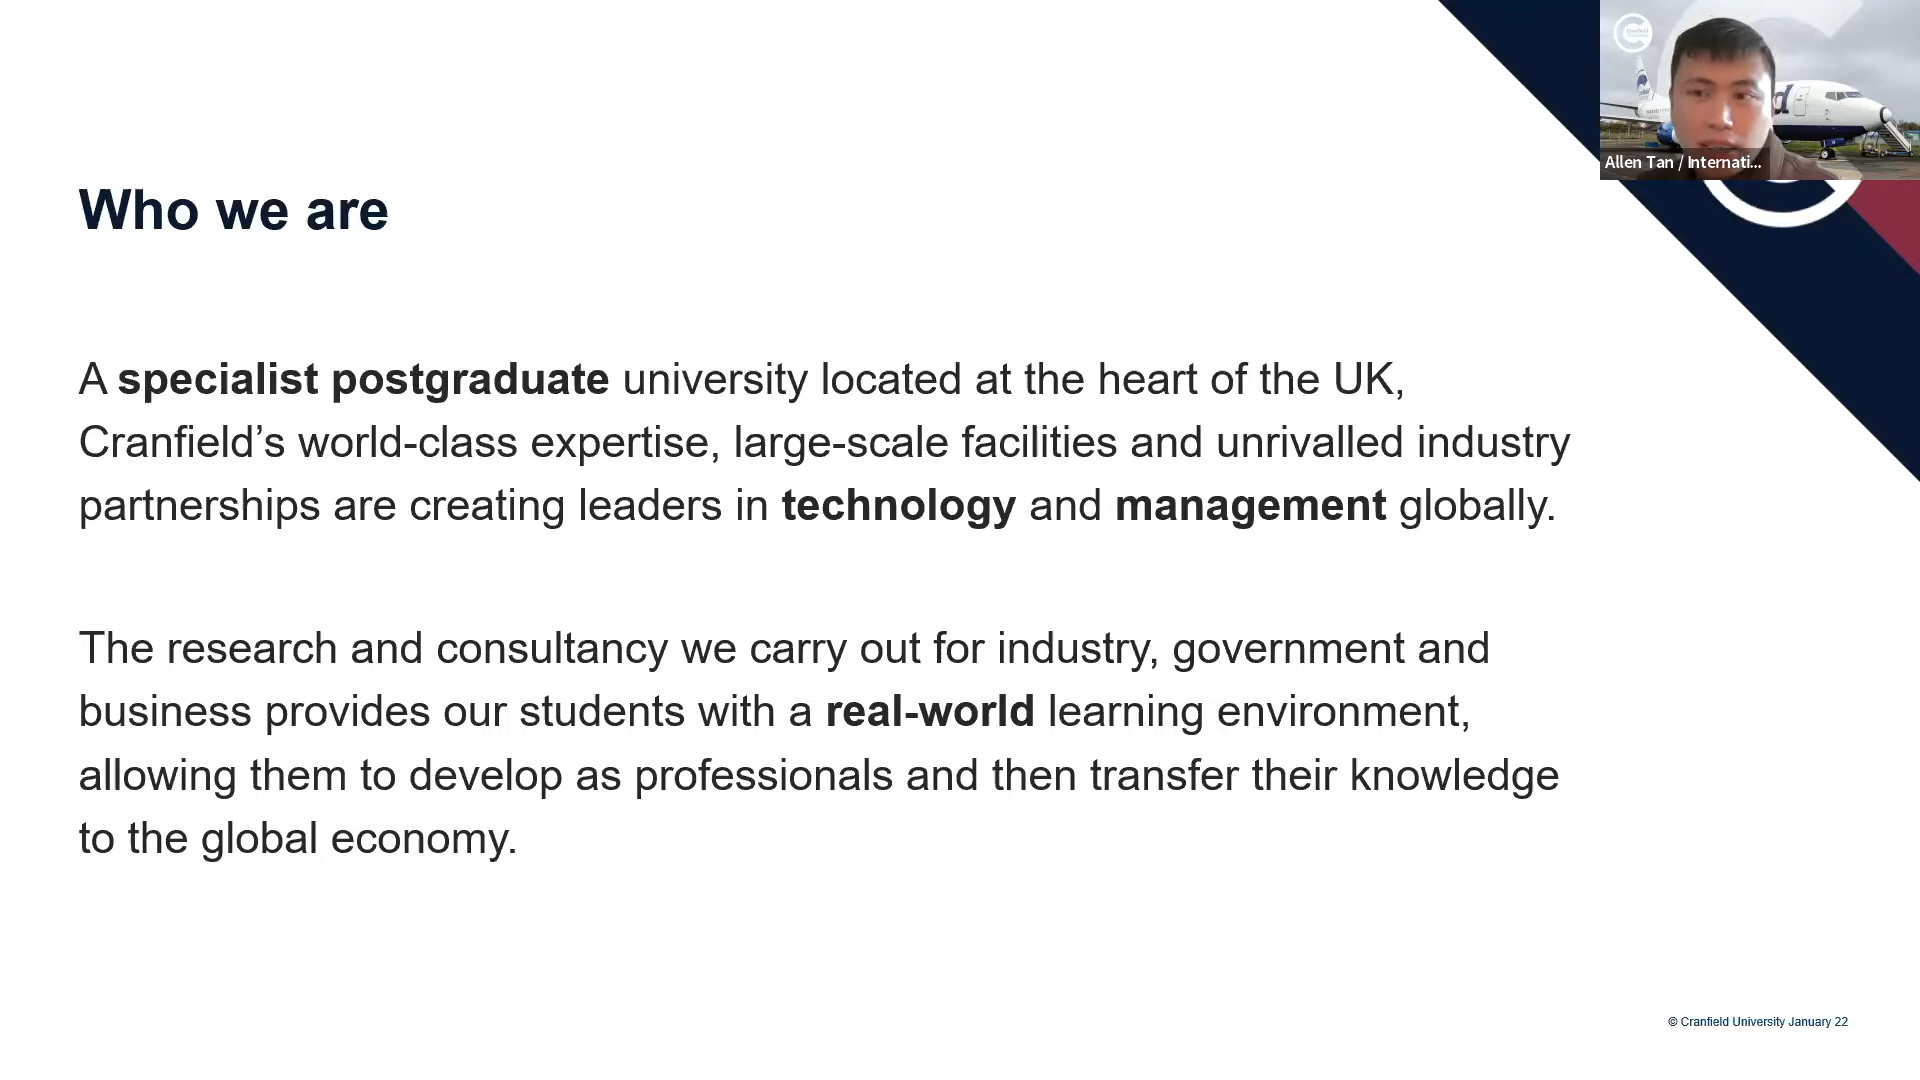 Allen Tan / Internati...
Who we are
A specialist postgraduate university located at the heart of the UK,
Cranfield’s world-class expertise, large-scale facilities and unrivalled industry
partnerships are creating leaders in technology and management globally.
The research and consultancy we carry out for industry, government and
business provides our students with a real-world learning environment,
allowing them to develop as professionals and then transfer their knowledge
to the global economy.
© Cranfield University January 22